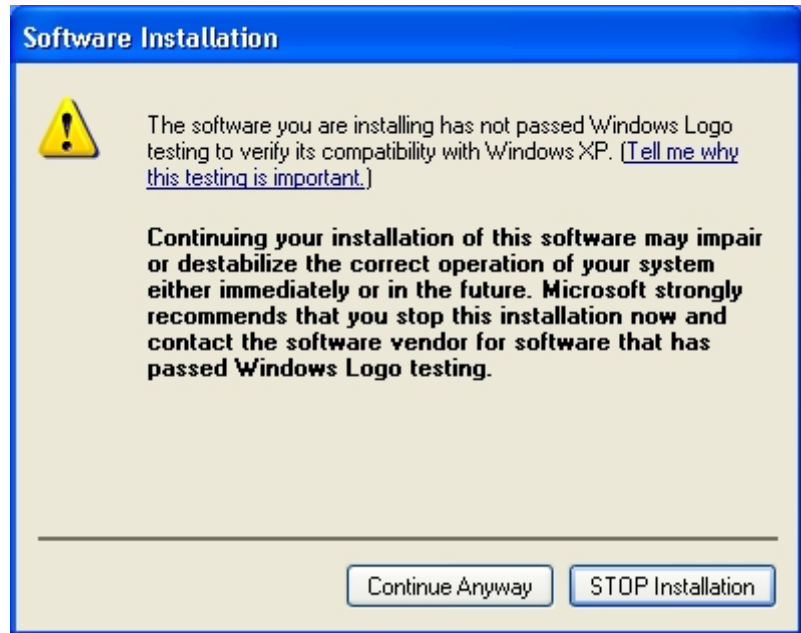 Software Installation
The software you are installing has not passed Windows Logo
testing to verify its compatibility with Windows XP. (Tell me why
this testing is important.)
Continuing your installation of this software may impair
or destabilize the correct operation of your system
either immediately or in the future. Microsoft strongly
recommends that you stop this installation now and
contact the software vendor for software that has
passed Windows Logo testing.
Continue Anyway
STOP Installation